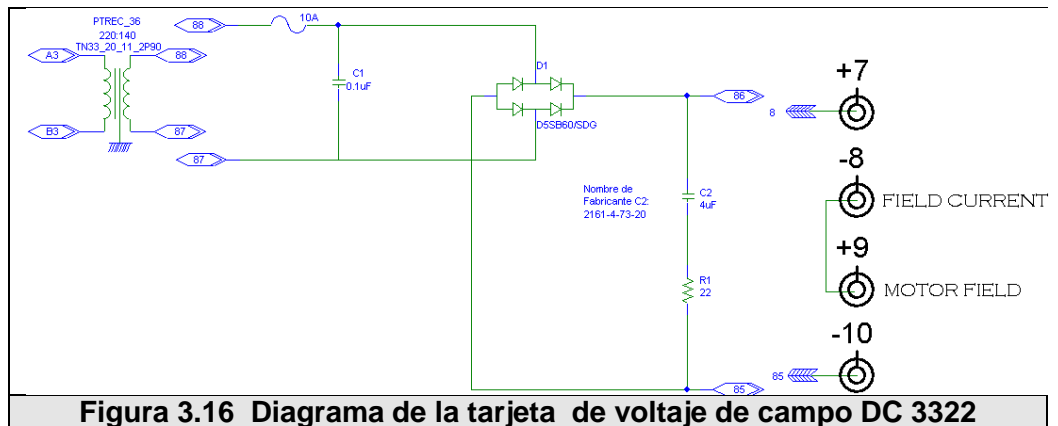 PTREC_36
220:140
TN33_20_11_2P90
A3
88
B3
87
88
10A
C1
0.1uF
87
D1
D5SB60/SDG
86
Nombre de
Fabricante C2:
2161-4-73-20
C2
4uF
R1
22
85
+7
8
-8
FIELD CURRENT
+9
MOTOR FIELD
-10
85
Figura 3.16 Diagrama de la tarjeta de voltaje de campo DC 3322